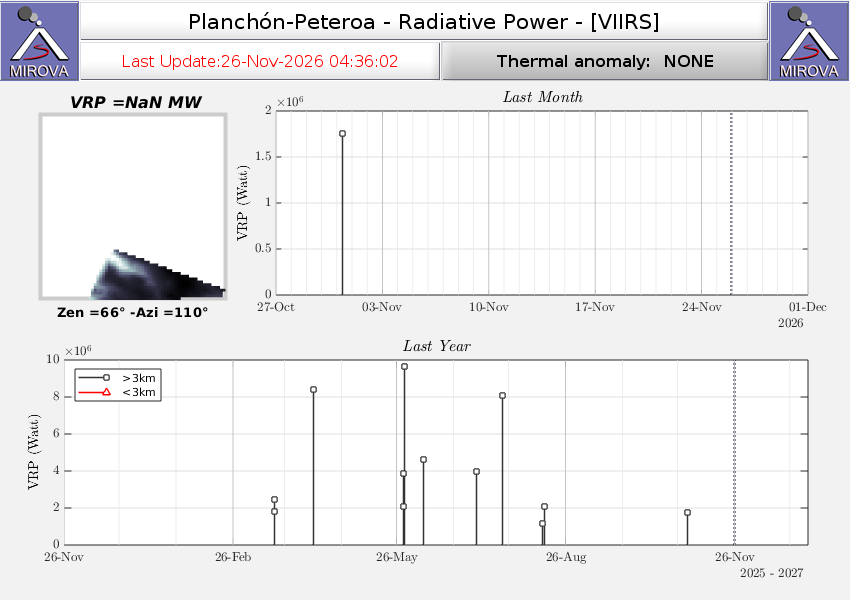 Planchón-Peteroa - Radiative Power - [VIIRS]
MIROVA
MIROVA
Last Update:26-Nov-2026 04:36:02
Thermal anomaly: NONE
VRP =NaN MW
Zen =66° -Azi =110°
Last Month
×10⁶
VRP (Watt)
2
1.5
1
0.5
0
27-Oct 03-Nov 10-Nov 17-Nov 24-Nov 01-Dec
2026
Last Year
×10⁶
VRP (Watt)
10
8
6
4
2
0
>3km
<3km
26-Nov 26-Feb 26-May 26-Aug 26-Nov
2025 - 2027